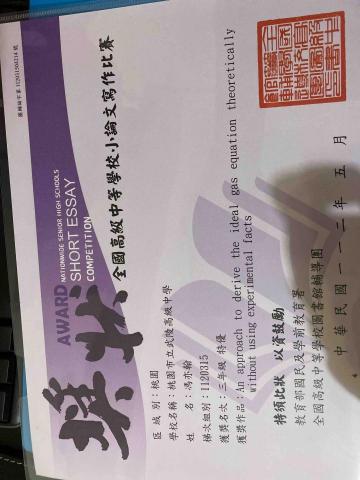 獎狀
AWARD
NATIONWIDE SENIOR HIGH SCHOOLS
SHORT ESSAY
COMPETITION
全國高級中等學校小論文寫作比賽
區域別：桃園
學校名稱：桃園市立武陵高級中學
姓名：馮亦翰
梯次組別：1120315
獲獎名次：二年級 特優
獲獎作品：An approach to derive the ideal gas equation theoretically
without using experimental facts
特頒此狀 以資鼓勵
教育部國民及學前教育署
全國高級中等學校圖書館輔導團
中華民國一一二年五月